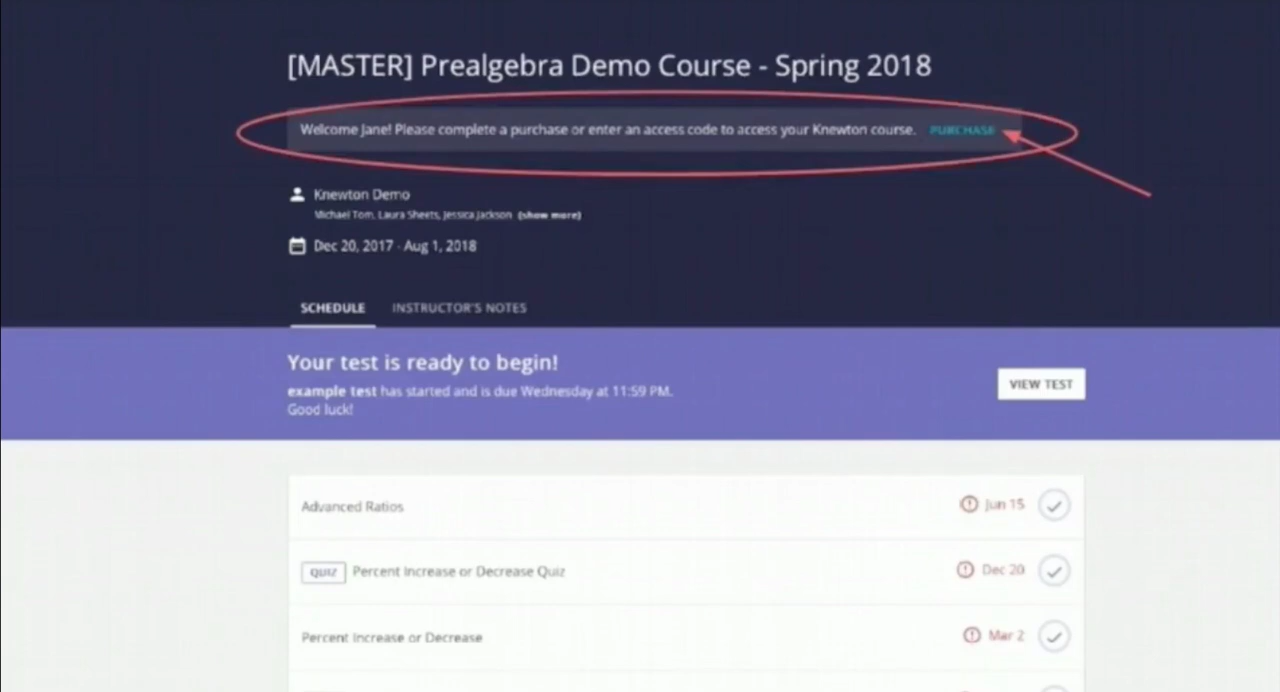 [MASTER] Prealgebra Demo Course - Spring 2018
Welcome Jane! Please complete a purchase or enter an access code to access your Knewton course. PURCHASE
Knewton Demo
Michael Tom, Laura Sheets, Jessica Jackson (show more)
Dec 20, 2017 - Aug 1, 2018
SCHEDULE INSTRUCTOR'S NOTES
Your test is ready to begin!
example test has started and is due Wednesday at 11:59 PM.
Good luck!
VIEW TEST
Advanced Ratios Jun 15
QUIZ Percent Increase or Decrease Quiz Dec 20
Percent Increase or Decrease Mar 2